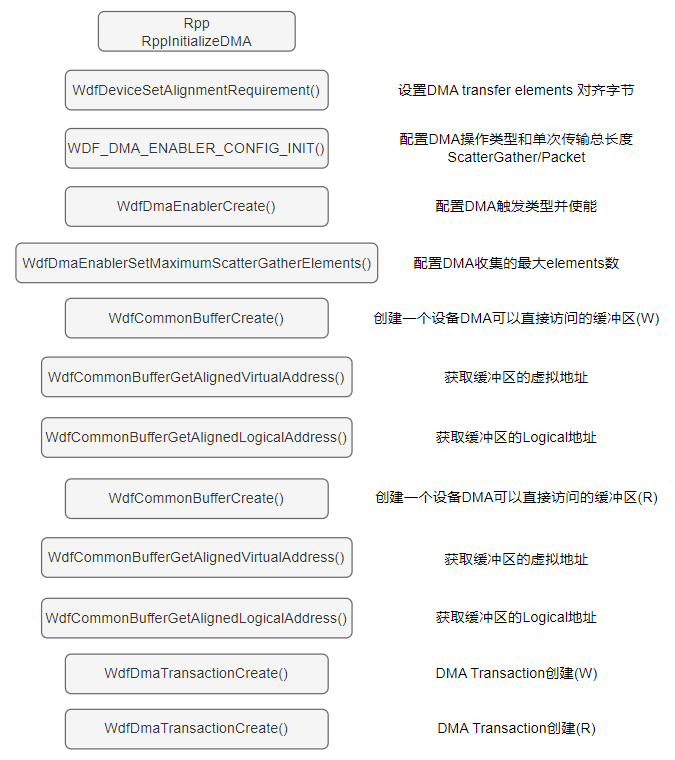 Rpp
RppInitializeDMA
WdfDeviceSetAlignmentRequirement()
设置DMA transfer elements 对齐字节
WDF_DMA_ENABLER_CONFIG_INIT()
配置DMA操作类型和单次传输总长度
ScatterGather/Packet
WdfDmaEnablerCreate()
配置DMA触发类型并使能
WdfDmaEnablerSetMaximumScatterGatherElements()
配置DMA收集的最大elements数
WdfCommonBufferCreate()
创建一个设备DMA可以直接访问的缓冲区(W)
WdfCommonBufferGetAlignedVirtualAddress()
获取缓冲区的虚拟地址
WdfCommonBufferGetAlignedLogicalAddress()
获取缓冲区的Logical地址
WdfCommonBufferCreate()
创建一个设备DMA可以直接访问的缓冲区(R)
WdfCommonBufferGetAlignedVirtualAddress()
获取缓冲区的虚拟地址
WdfCommonBufferGetAlignedLogicalAddress()
获取缓冲区的Logical地址
WdfDmaTransactionCreate()
DMA Transaction创建(W)
WdfDmaTransactionCreate()
DMA Transaction创建(R)